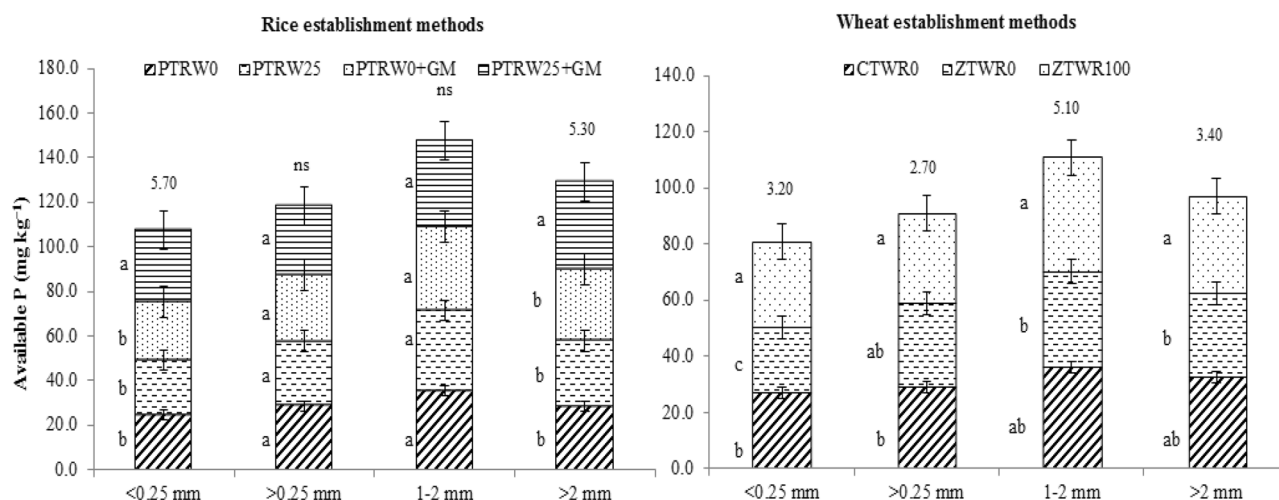 Rice establishment methods
PTRW0 PTRW25 PTRW0+GM PTRW25+GM
Available P (mg kg⁻¹)
180.0
160.0
140.0
120.0
100.0
80.0
60.0
40.0
20.0
0.0
5.70
ns
ns
5.30
a
b
b
b
a
a
a
a
a
a
a
a
a
b
b
b
<0.25 mm >0.25 mm 1-2 mm >2 mm
Wheat establishment methods
CTWR0 ZTWR0 ZTWR100
140.0
120.0
100.0
80.0
60.0
40.0
20.0
0.0
3.20
2.70
5.10
3.40
a
c
b
a
ab
b
a
b
ab
a
b
ab
<0.25 mm >0.25 mm 1-2 mm >2 mm